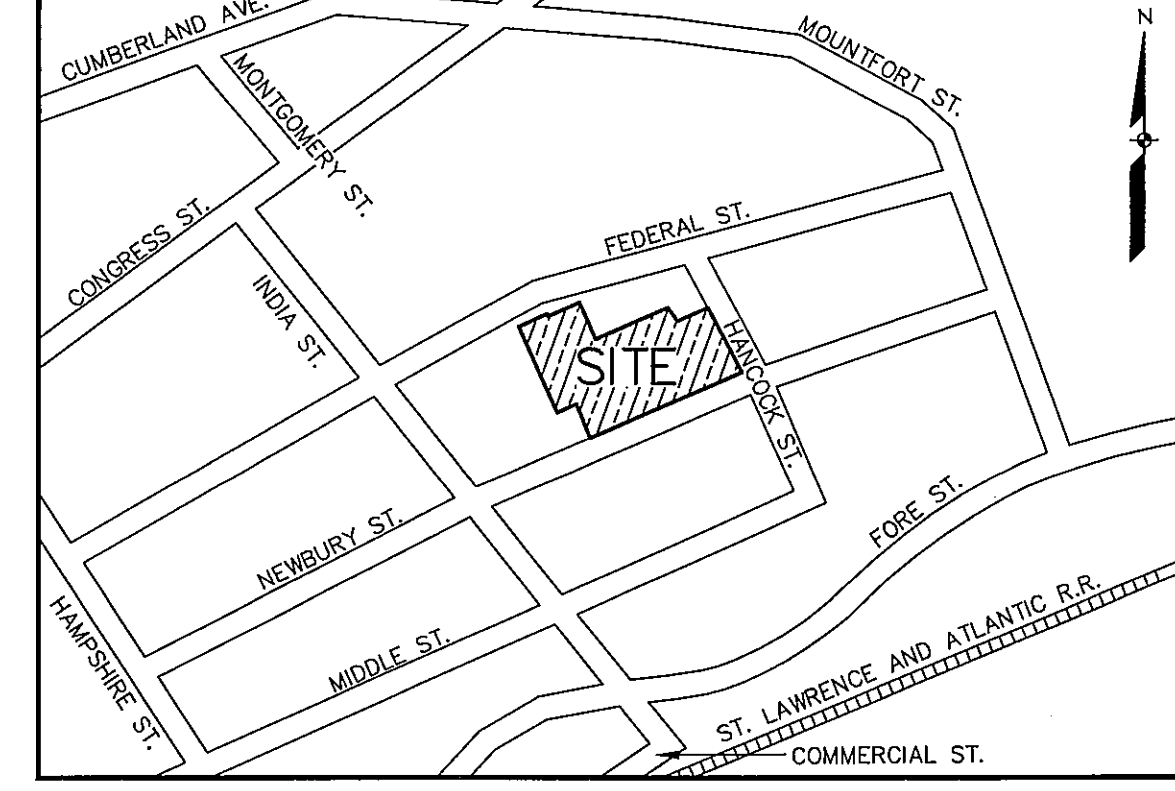 CUMBERLAND AVE.
MOUNTFORT ST.
N
MONTGOMERY ST.
CONGRESS ST.
FEDERAL ST.
INDIA ST.
SITE
HANCOCK ST.
FORE ST.
NEWBURY ST.
HAMPSHIRE ST.
MIDDLE ST.
ST. LAWRENCE AND ATLANTIC R.R.
COMMERCIAL ST.